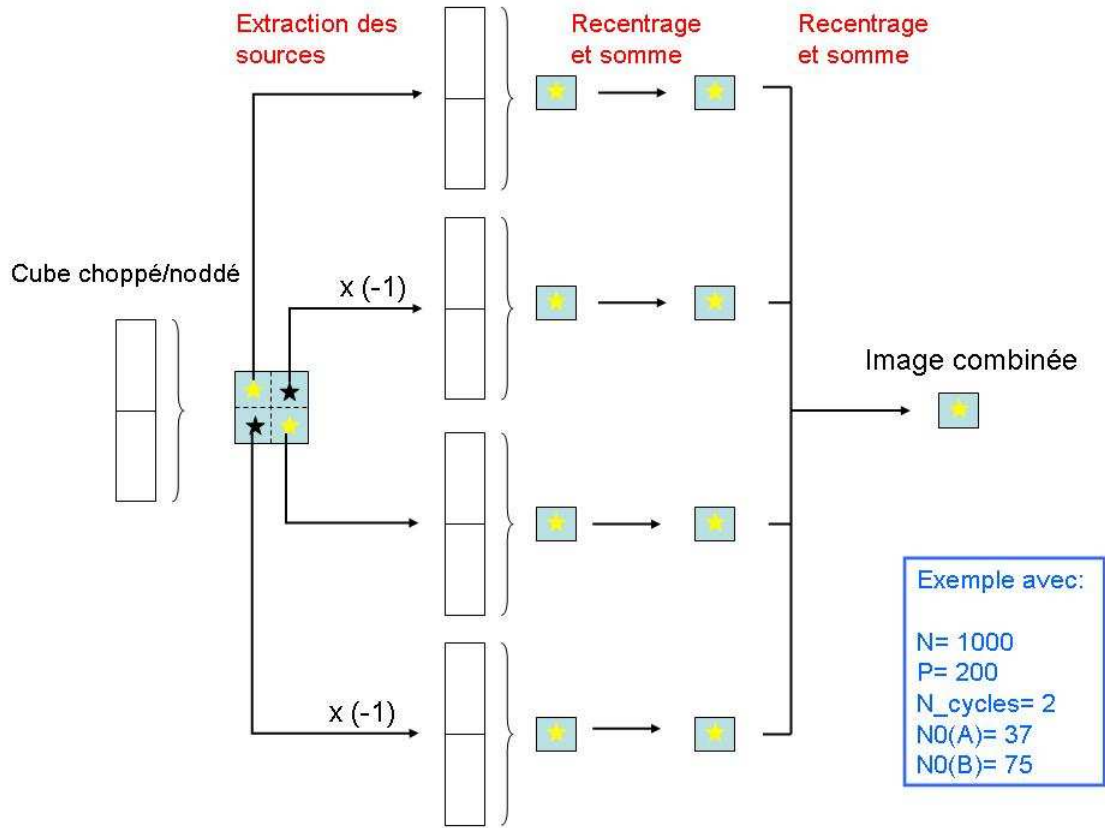 Extraction des
sources
Recentrage
et somme
Recentrage
et somme
Cube choppé/noddé
x (-1)
Image combinée
x (-1)
Exemple avec:
N= 1000
P= 200
N_cycles= 2
N0(A)= 37
N0(B)= 75